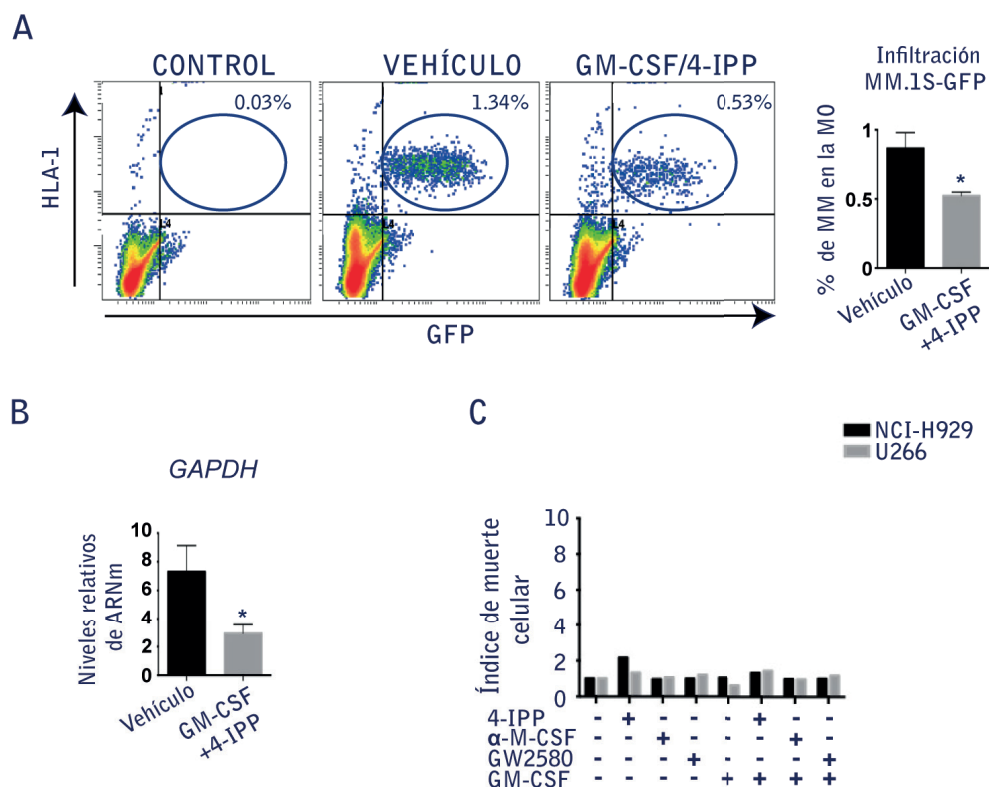 A
CONTROL
VEHÍCULO
GM-CSF/4-IPP
0.03%
1.34%
0.53%
L4
L4
L4
HLA-1
GFP
Infiltración
MM.1S-GFP
% de MM en la MO
1
0.5
0
*
Vehículo
GM-CSF
+4-IPP
B
GAPDH
Niveles relativos
de ARNm
10
8
6
4
2
0
*
Vehículo
GM-CSF
+4-IPP
C
NCI-H929
U266
Índice de muerte
celular
10
8
6
4
2
0
4-IPP - + - - - + - -
α-M-CSF - - + - - - + -
GW2580 - - - + - - - +
GM-CSF - - - - + + + +